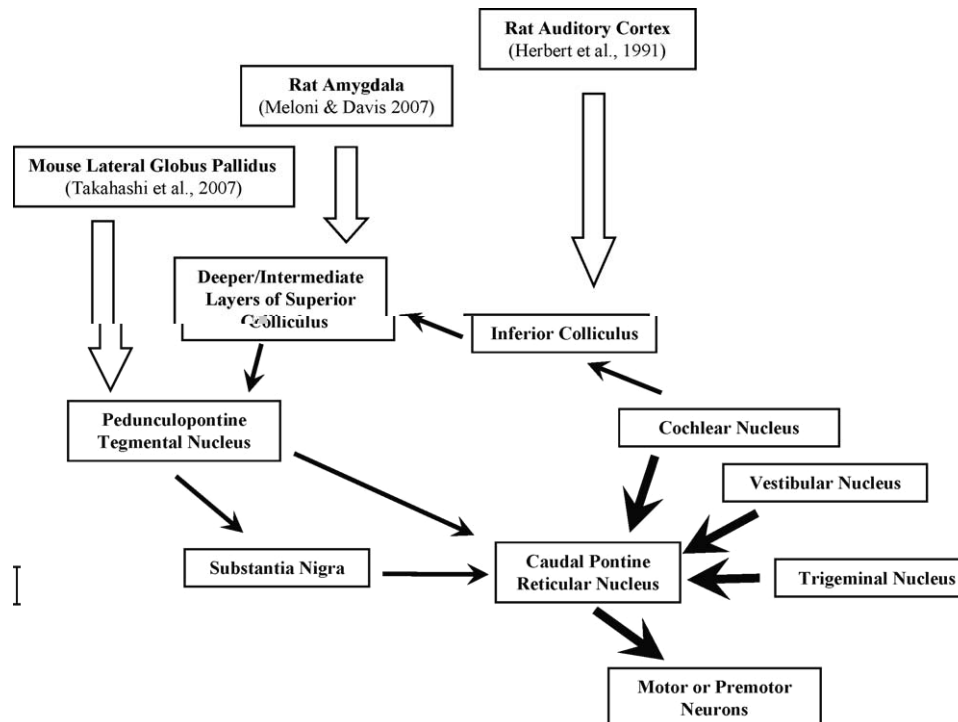 Rat Auditory Cortex
(Herbert et al., 1991)
Rat Amygdala
(Meloni & Davis 2007)
Mouse Lateral Globus Pallidus
(Takahashi et al., 2007)
Deeper/Intermediate
Layers of Superior
Colliculus
Inferior Colliculus
Pedunculopontine
Tegmental Nucleus
Cochlear Nucleus
Vestibular Nucleus
Substantia Nigra
Caudal Pontine
Reticular Nucleus
Trigeminal Nucleus
Motor or Premotor
Neurons